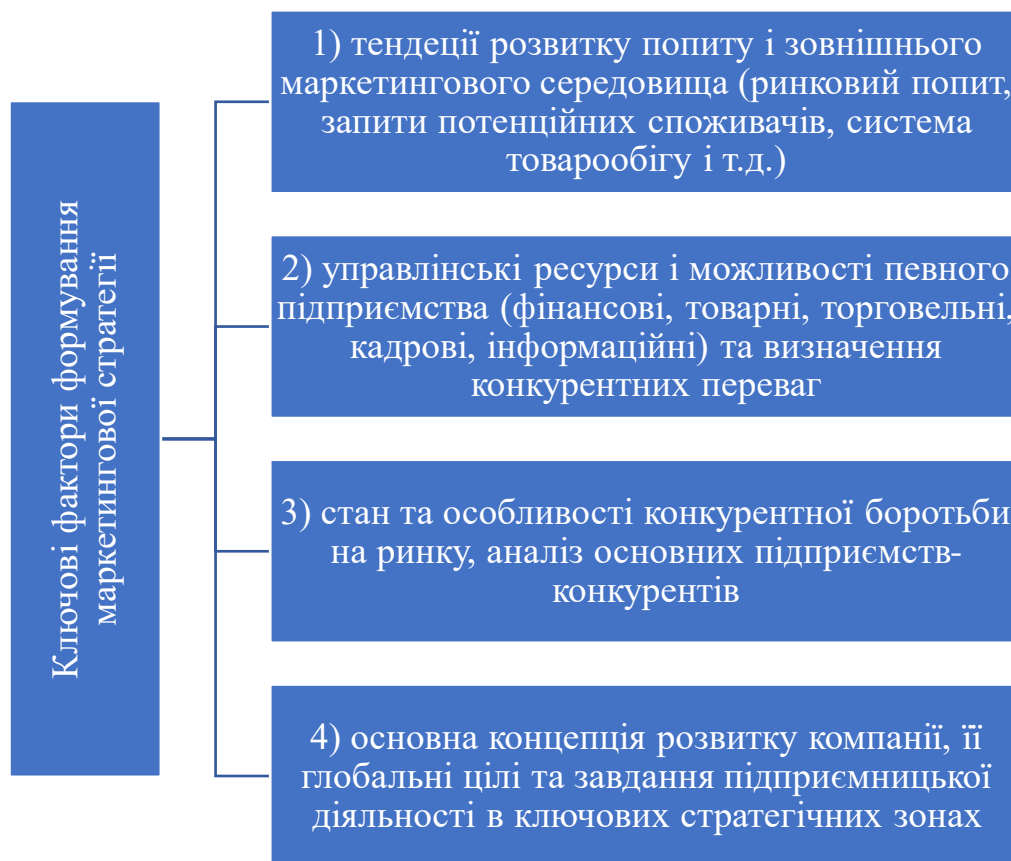 Ключові фактори формування
маркетингової стратегії
1) тендеції розвитку попиту і зовнішнього
маркетингового середовища (ринковий попит,
запити потенційних споживачів, система
товарообігу і т.д.)
2) управлінські ресурси і можливості певного
підприємства (фінансові, товарні, торговельні,
кадрові, інформаційні) та визначення
конкурентних переваг
3) стан та особливості конкурентної боротьби
на ринку, аналіз основних підприємств-
конкурентів
4) основна концепція розвитку компанії, її
глобальні цілі та завдання підприємницької
діяльності в ключових стратегічних зонах